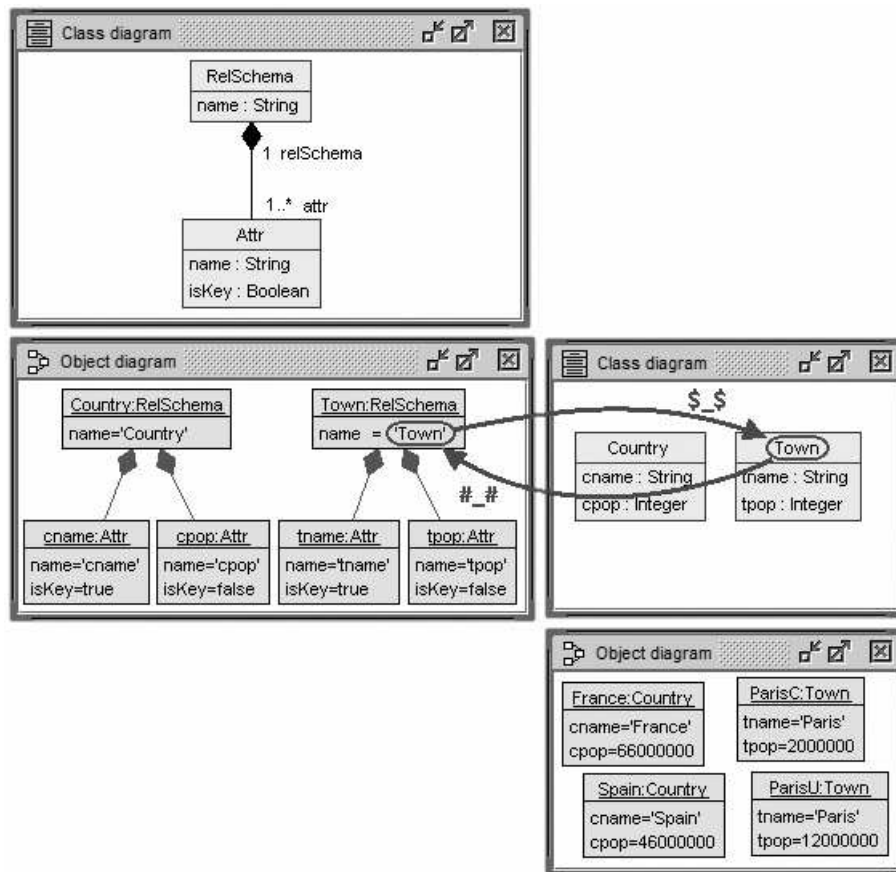 Class diagram
RelSchema
name : String
1 relSchema
1..* attr
Attr
name : String
isKey : Boolean
Object diagram
Country:RelSchema
name='Country'
Town:RelSchema
name = 'Town'
cname:Attr
name='cname'
isKey=true
cpop:Attr
name='cpop'
isKey=false
tname:Attr
name='tname'
isKey=true
tpop:Attr
name='tpop'
isKey=false
$_$
#_#
Class diagram
Country
cname : String
cpop : Integer
Town
tname : String
tpop : Integer
Object diagram
France:Country
cname='France'
cpop=66000000
ParisC:Town
tname='Paris'
tpop=2000000
Spain:Country
cname='Spain'
cpop=46000000
ParisU:Town
tname='Paris'
tpop=12000000